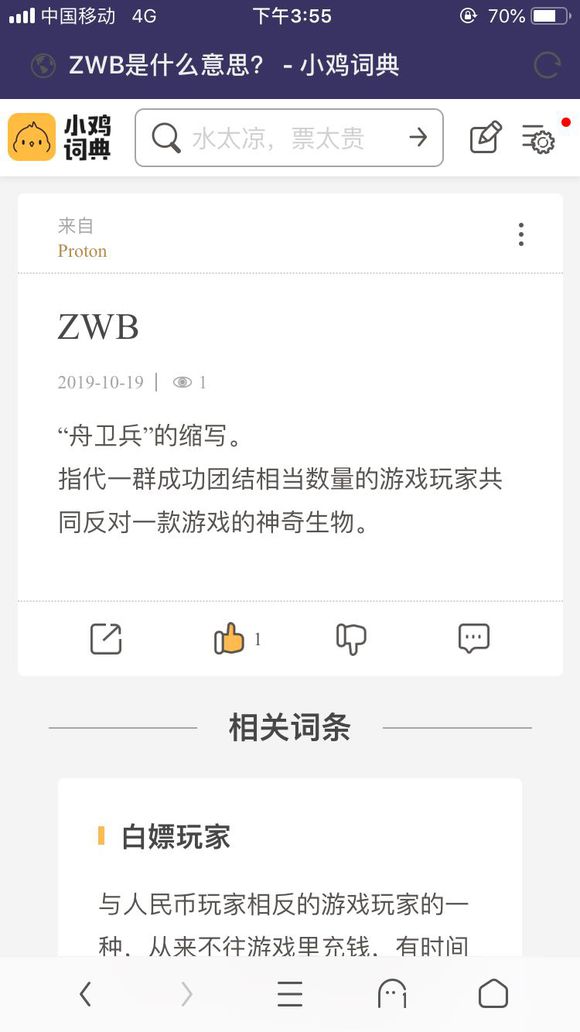 中国移动 4G 下午3:55 70%
ZWB是什么意思？ - 小鸡词典
小鸡
词典
水太凉，票太贵
来自
Proton
ZWB
2019-10-19 | 1
“舟卫兵”的缩写。
指代一群成功团结相当数量的游戏玩家共
同反对一款游戏的神奇生物。
1
相关词条
白嫖玩家
与人民币玩家相反的游戏玩家的一
种，从来不往游戏里充钱，有时间
1